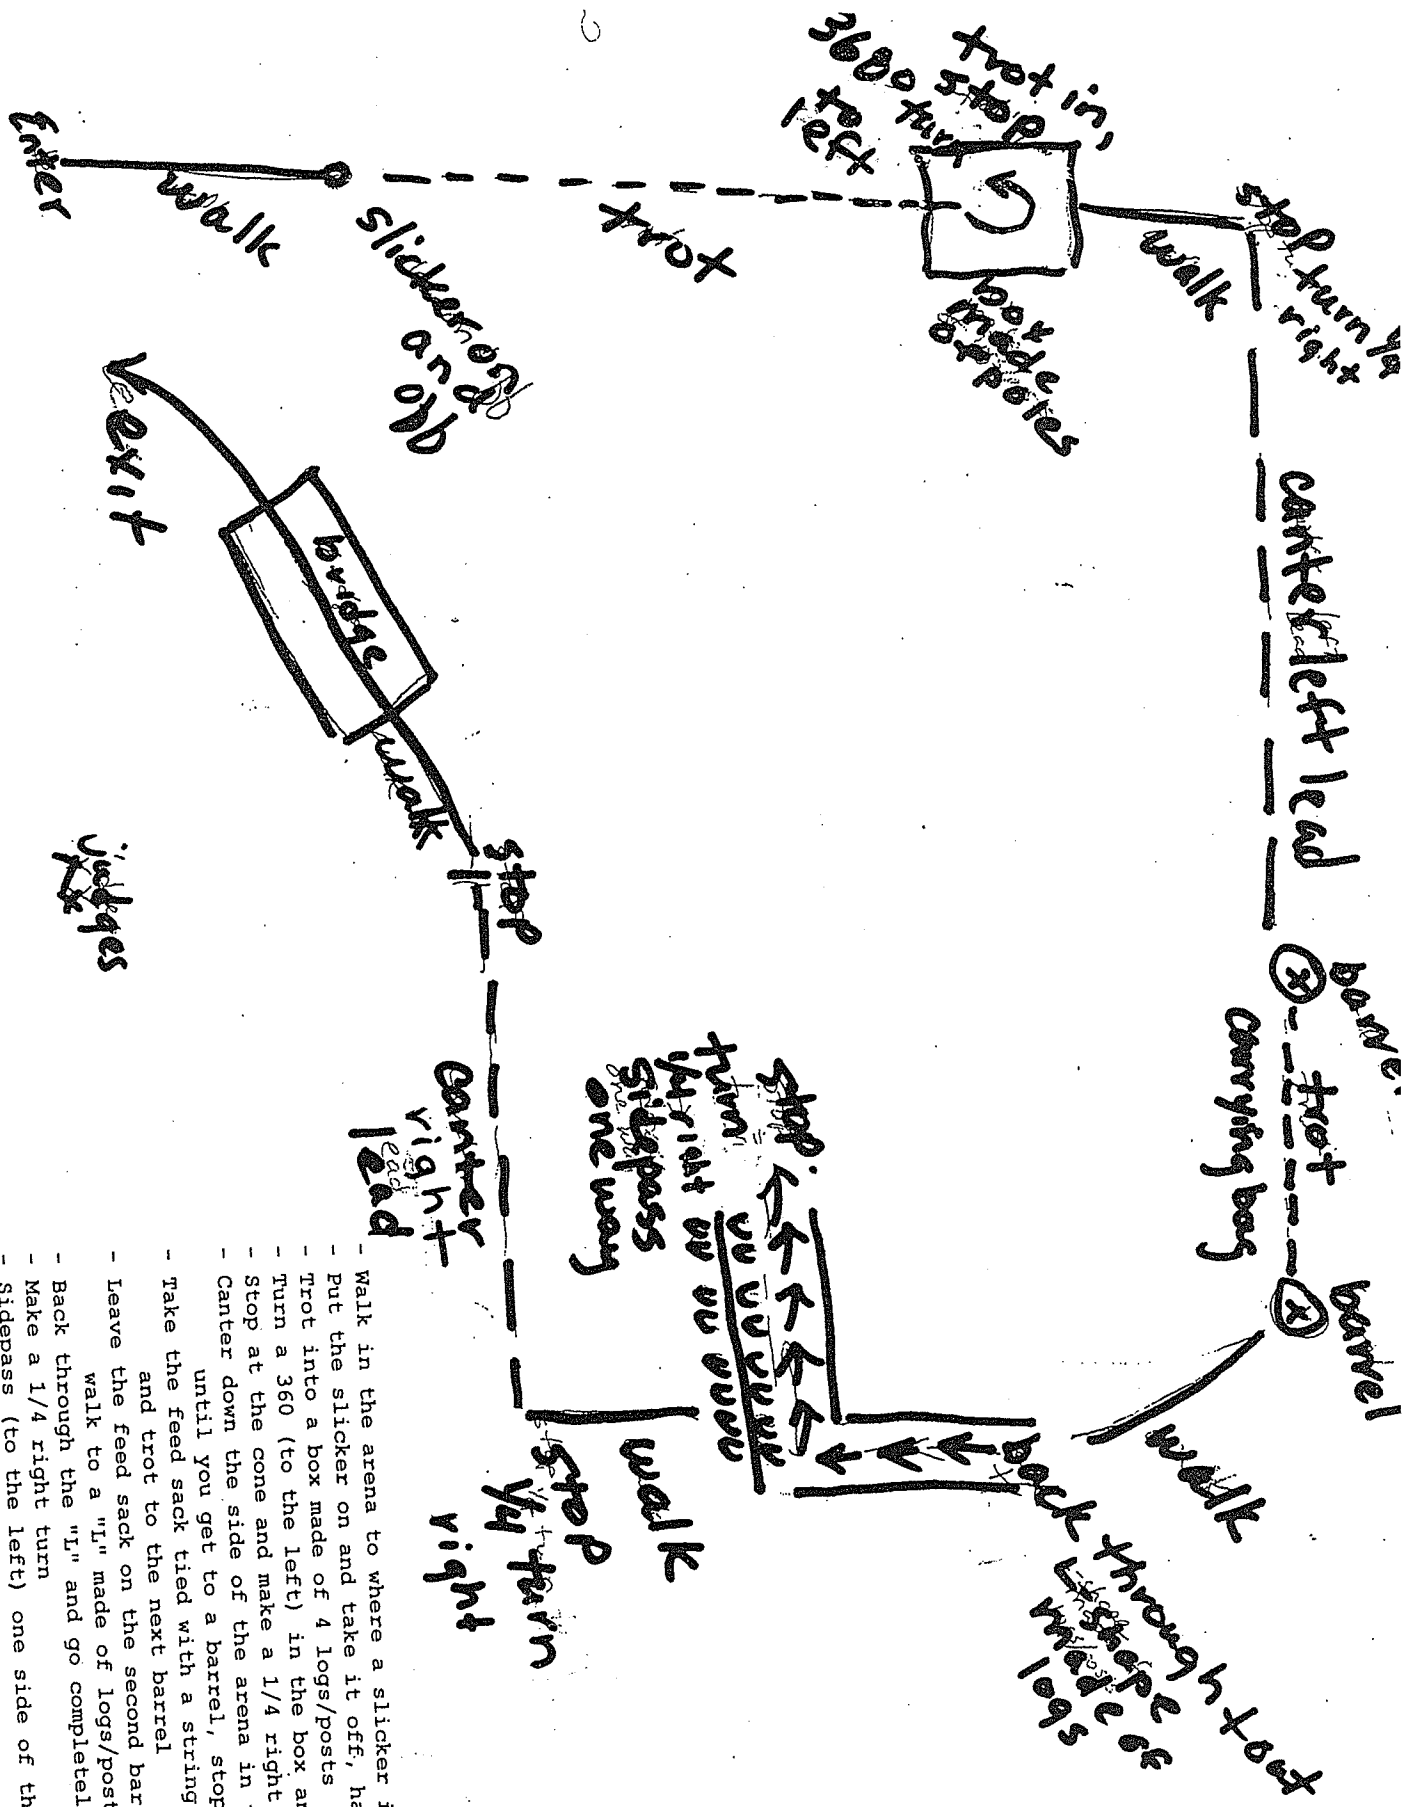 Enter
walk
slicker on
and
off
trot
trot in,
stop
360° turn
to
left
box
made
of poles
walk
stop
turn 1/4
right
canter left lead
barrel
trot
carrying bag
barrel
walk
back through + out
L shape
made of
logs
stop.
turn
1/4 right
sidepass
one way
walk
stop
1/4 turn
right
canter
right
lead
stop
walk
bridge
exit
judges
- Walk in the arena to where a slicker
- Put the slicker on and take it off,
- Trot into a box made of 4 logs/posts
- Turn a 360 (to the left) in the box
- Stop at the cone and make a 1/4 right
- Canter down the side of the arena in
until you get to a barrel, stop
- Take the feed sack tied with a string
and trot to the next barrel
- Leave the feed sack on the second
walk to a "L" made of
- Back through the "L" and go
- Make a 1/4 right turn
- Sidepass (to the left) one side of